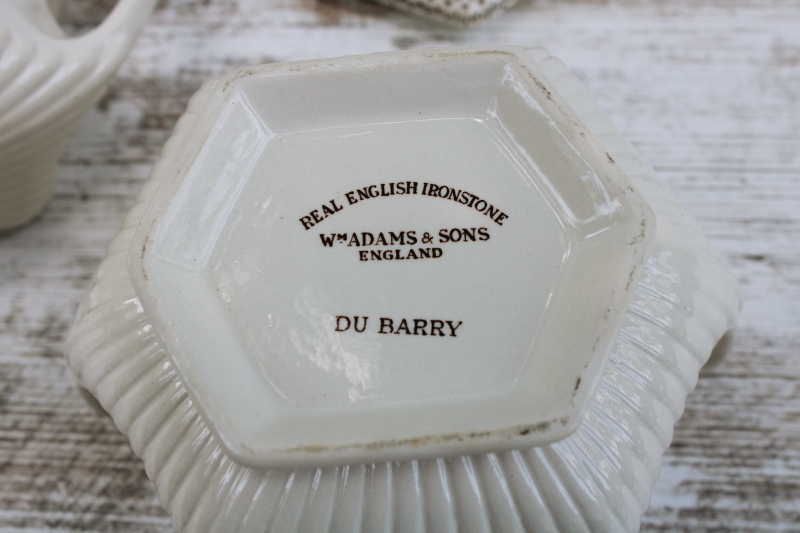 REAL ENGLISH IRONSTONE
Wᴹ ADAMS & SONS
ENGLAND
DU BARRY